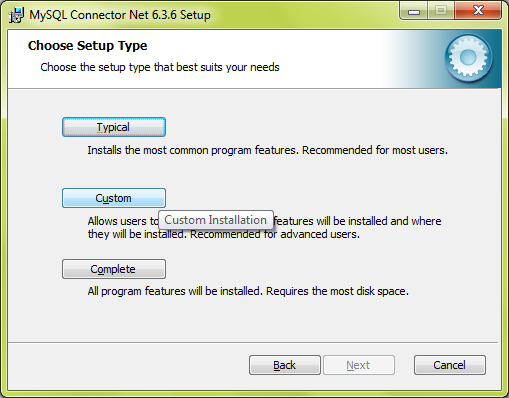 MySQL Connector Net 6.3.6 Setup
Choose Setup Type
Choose the setup type that best suits your needs
Typical
Installs the most common program features. Recommended for most users.
Custom
Custom Installation
Allows users to features will be installed and where
they will be installed. Recommended for advanced users.
Complete
All program features will be installed. Requires the most disk space.
Back Next Cancel